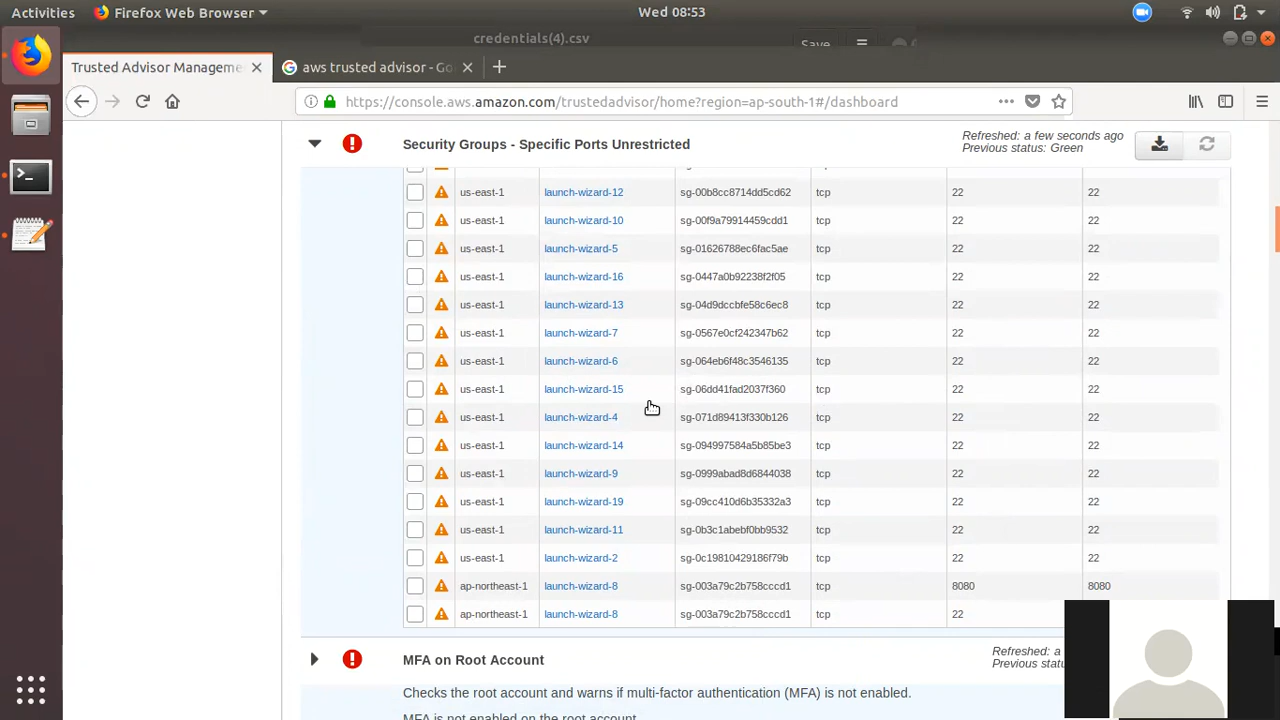 Activities Firefox Web Browser Wed 08:53
credentials(4).csv Save
Trusted Advisor Manageme aws trusted advisor - Go
https://console.aws.amazon.com/trustedadvisor/home?region=ap-south-1#/dashboard
Security Groups - Specific Ports Unrestricted Refreshed: a few seconds ago
Previous status: Green
us-east-1 launch-wizard-12 sg-00b8cc8714dd5cd62 tcp 22 22
us-east-1 launch-wizard-10 sg-00f9a79914459cdd1 tcp 22 22
us-east-1 launch-wizard-5 sg-01626788ec6fac5ae tcp 22 22
us-east-1 launch-wizard-16 sg-0447a0b92238f2f05 tcp 22 22
us-east-1 launch-wizard-13 sg-04d9dccbfe58c6ec8 tcp 22 22
us-east-1 launch-wizard-7 sg-0567e0cf242347b62 tcp 22 22
us-east-1 launch-wizard-6 sg-064eb6f48c3546135 tcp 22 22
us-east-1 launch-wizard-15 sg-06dd41fad2037f360 tcp 22 22
us-east-1 launch-wizard-4 sg-071d89413f330b126 tcp 22 22
us-east-1 launch-wizard-14 sg-094997584a5b85be3 tcp 22 22
us-east-1 launch-wizard-9 sg-0999abad8d6844038 tcp 22 22
us-east-1 launch-wizard-19 sg-09cc410d6b35332a3 tcp 22 22
us-east-1 launch-wizard-11 sg-0b3c1abebf0bb9532 tcp 22 22
us-east-1 launch-wizard-2 sg-0c19810429186f79b tcp 22 22
ap-northeast-1 launch-wizard-8 sg-003a79c2b758cccd1 tcp 8080 8080
ap-northeast-1 launch-wizard-8 sg-003a79c2b758cccd1 tcp 22
MFA on Root Account Refreshed: a
Previous statu
Checks the root account and warns if multi-factor authentication (MFA) is not enabled.
MFA is not enabled on the root account